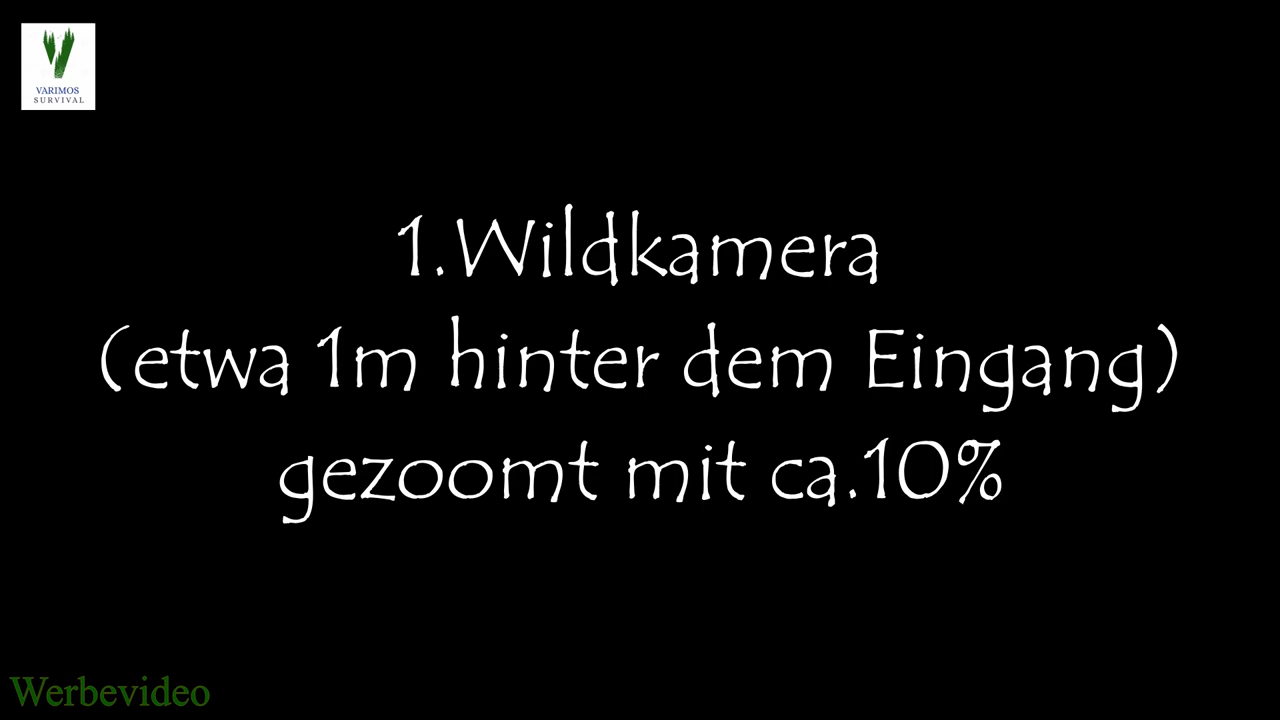 VARIMOS
SURVIVAL
1.Wildkamera
(etwa 1m hinter dem Eingang)
gezoomt mit ca.10%
Werbevideo